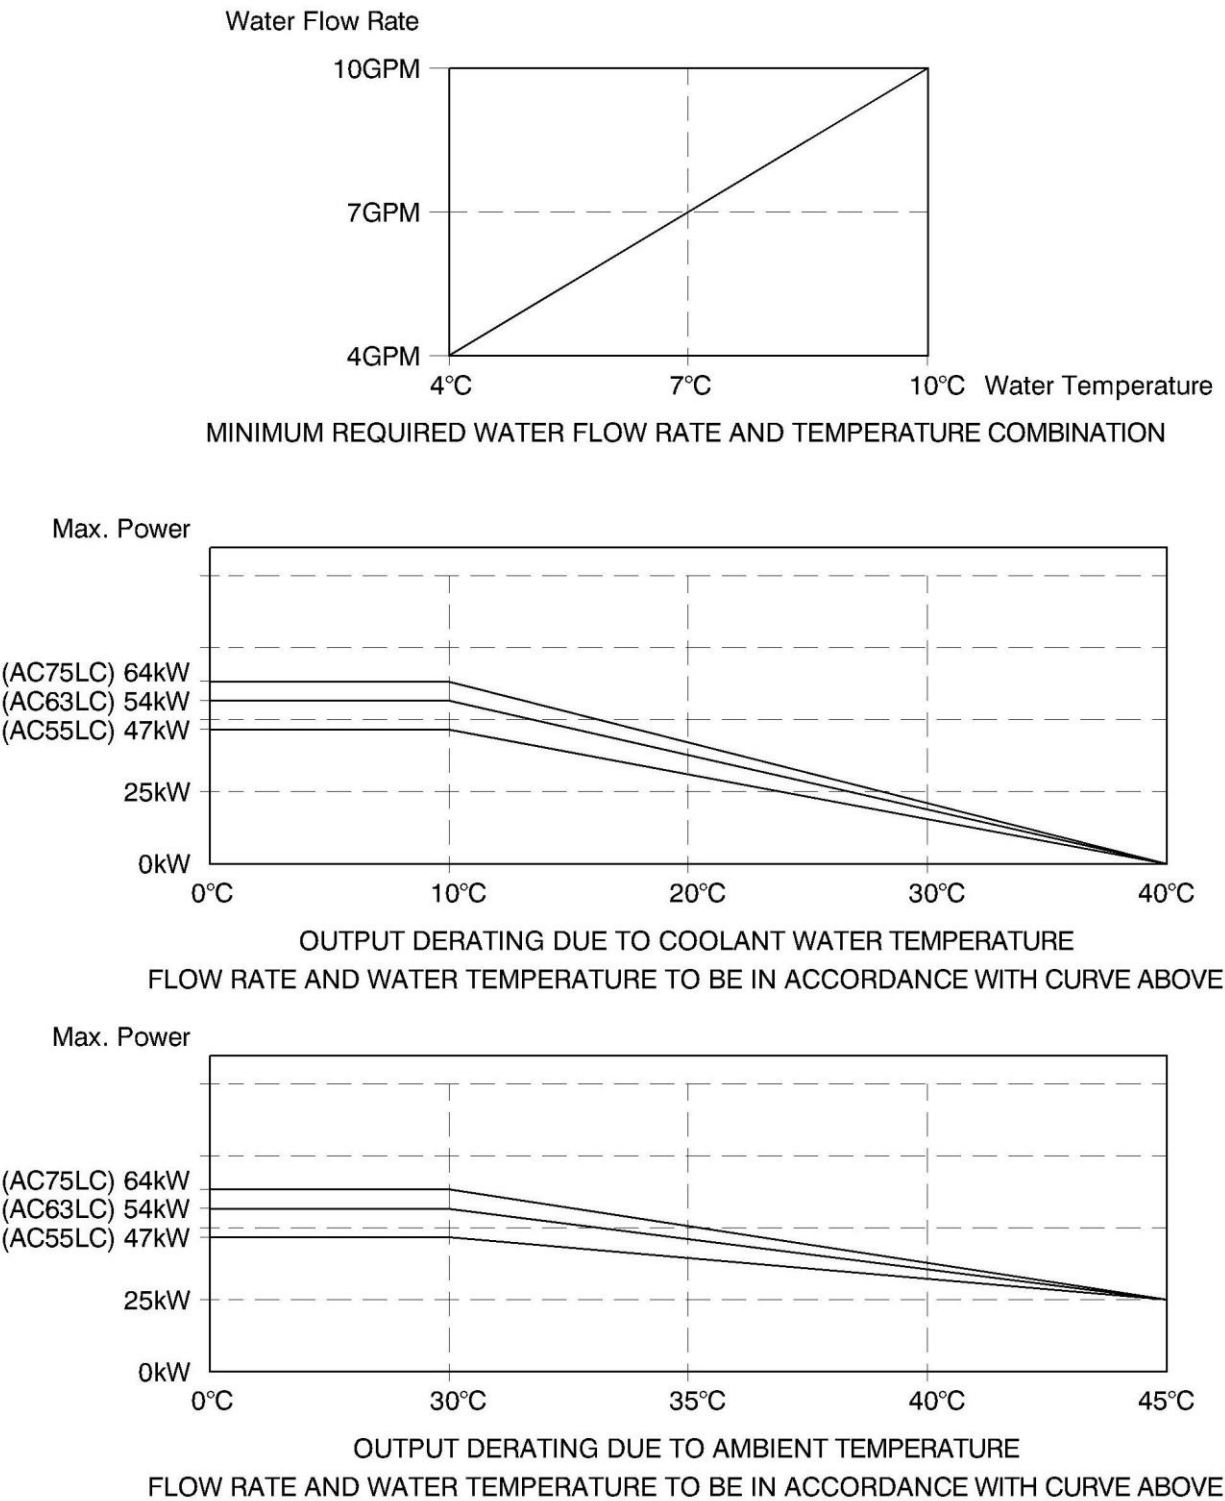 Water Flow Rate
10GPM
7GPM
4GPM
4°C 7°C 10°C Water Temperature
MINIMUM REQUIRED WATER FLOW RATE AND TEMPERATURE COMBINATION
Max. Power
(AC75LC) 64kW
(AC63LC) 54kW
(AC55LC) 47kW
25kW
0kW
0°C 10°C 20°C 30°C 40°C
OUTPUT DERATING DUE TO COOLANT WATER TEMPERATURE
FLOW RATE AND WATER TEMPERATURE TO BE IN ACCORDANCE WITH CURVE ABOVE
Max. Power
(AC75LC) 64kW
(AC63LC) 54kW
(AC55LC) 47kW
25kW
0kW
0°C 30°C 35°C 40°C 45°C
OUTPUT DERATING DUE TO AMBIENT TEMPERATURE
FLOW RATE AND WATER TEMPERATURE TO BE IN ACCORDANCE WITH CURVE ABOVE